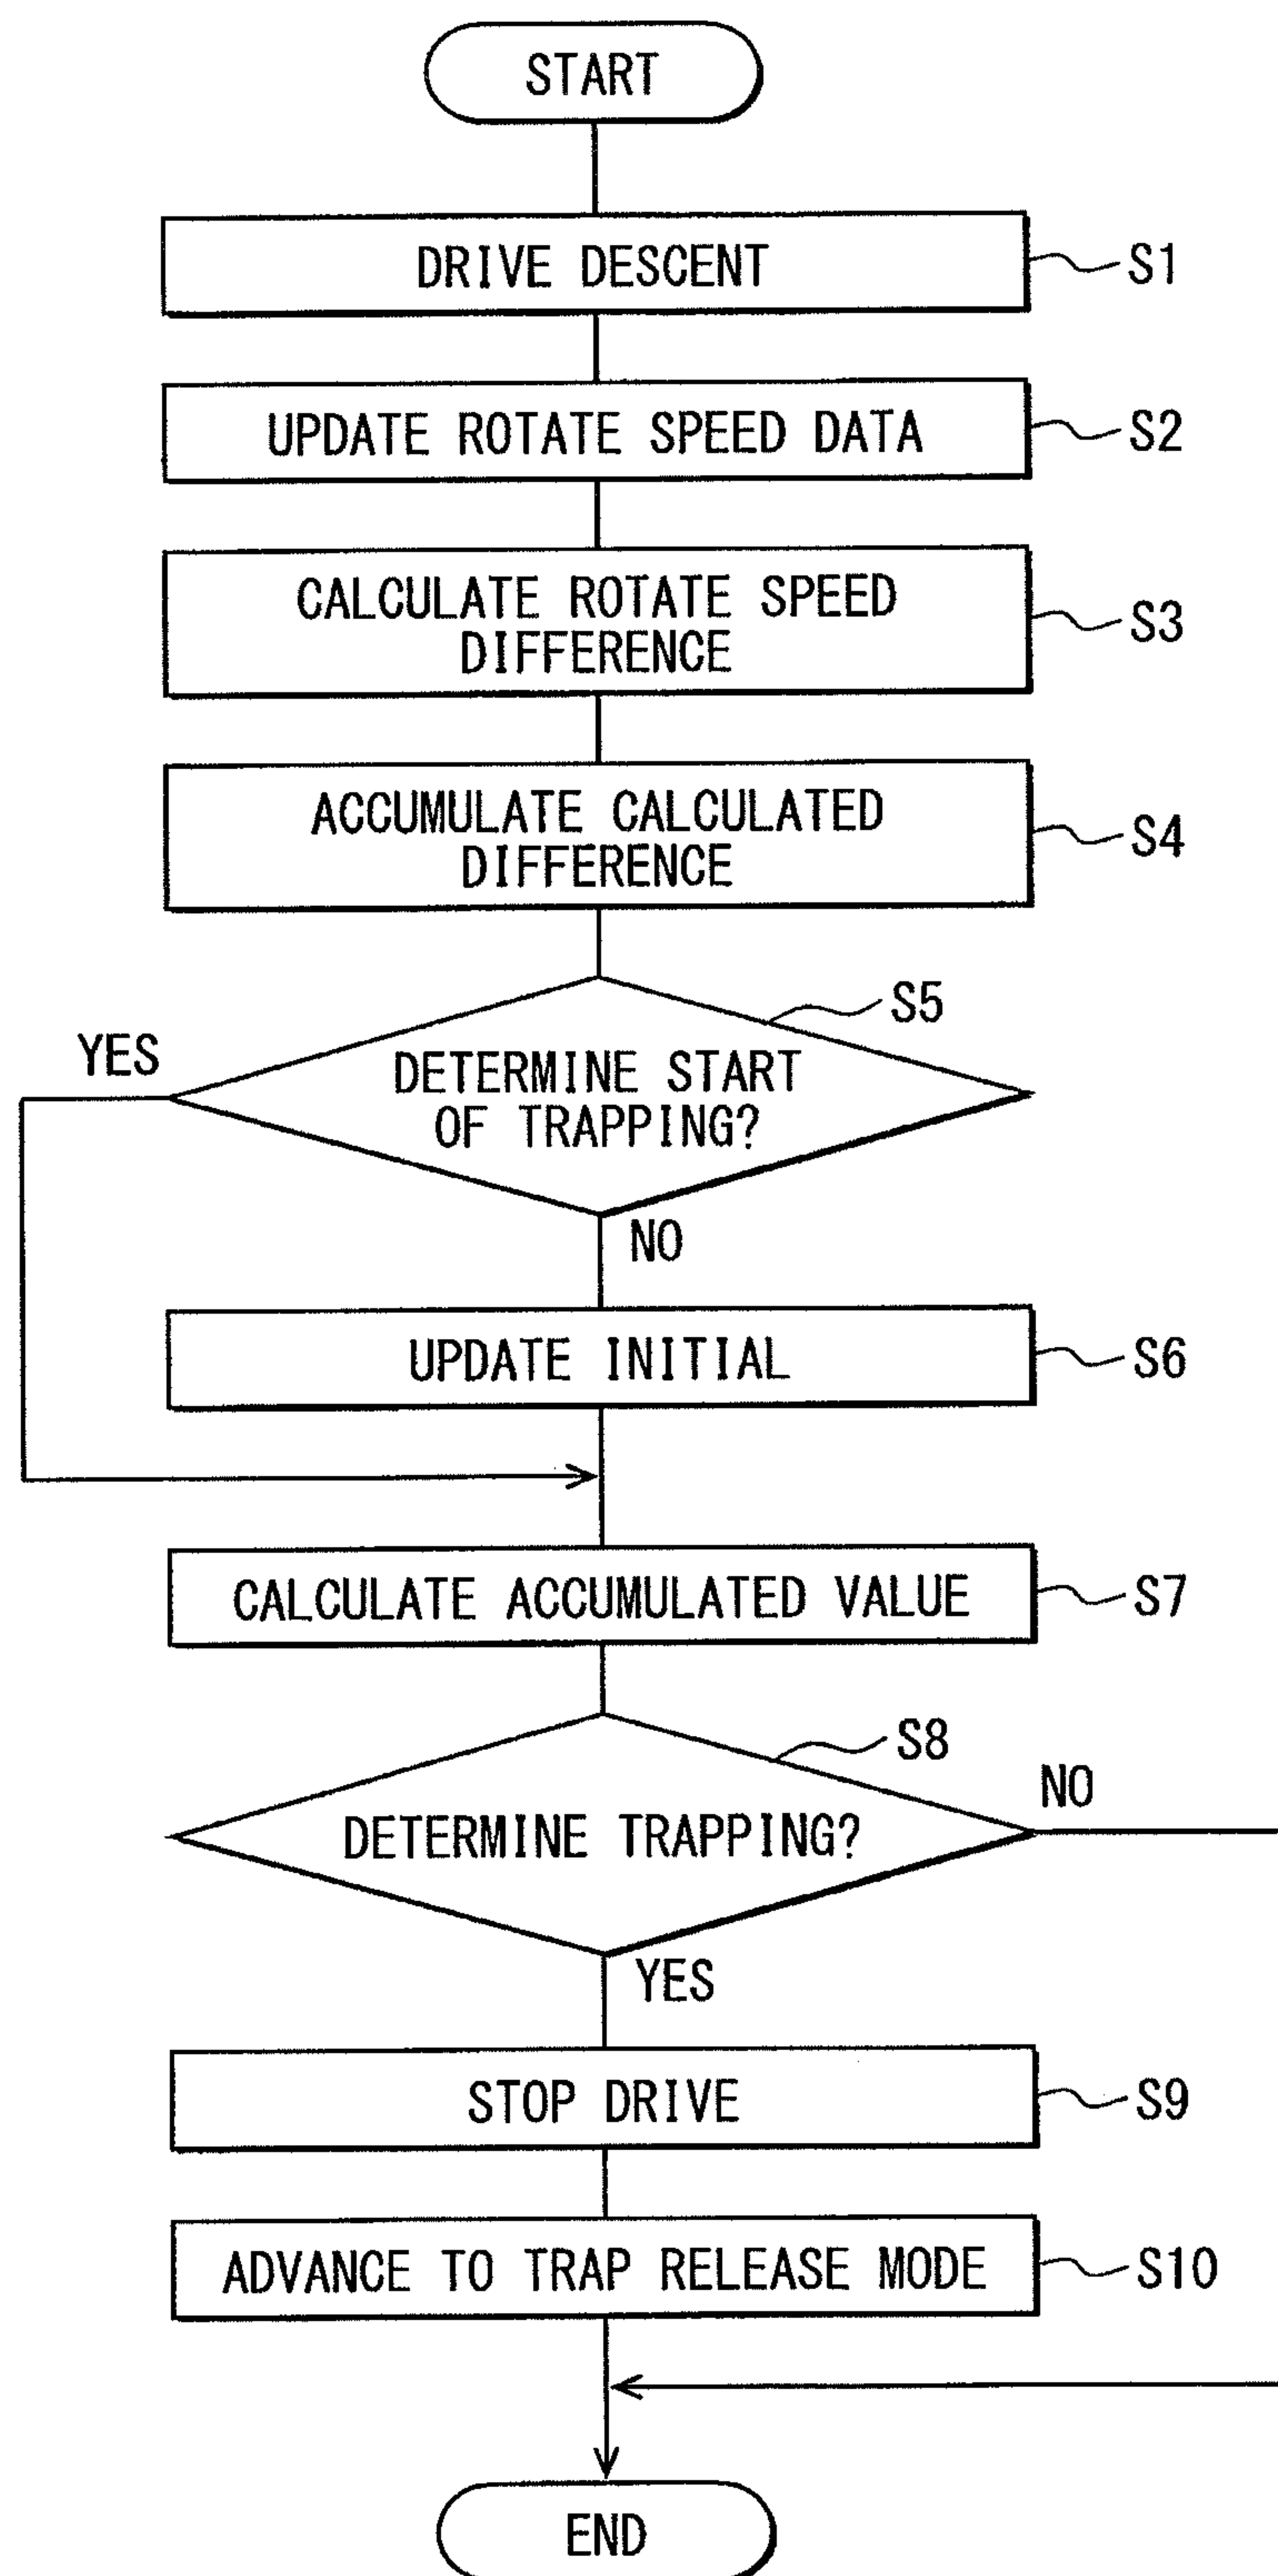 START
DRIVE DESCENT
S1
UPDATE ROTATE SPEED DATA
S2
CALCULATE ROTATE SPEED
DIFFERENCE
S3
ACCUMULATE CALCULATED
DIFFERENCE
S4
S5
YES
DETERMINE START
OF TRAPPING?
NO
UPDATE INITIAL
S6
CALCULATE ACCUMULATED VALUE
S7
S8
NO
DETERMINE TRAPPING?
YES
STOP DRIVE
S9
ADVANCE TO TRAP RELEASE MODE
S10
END